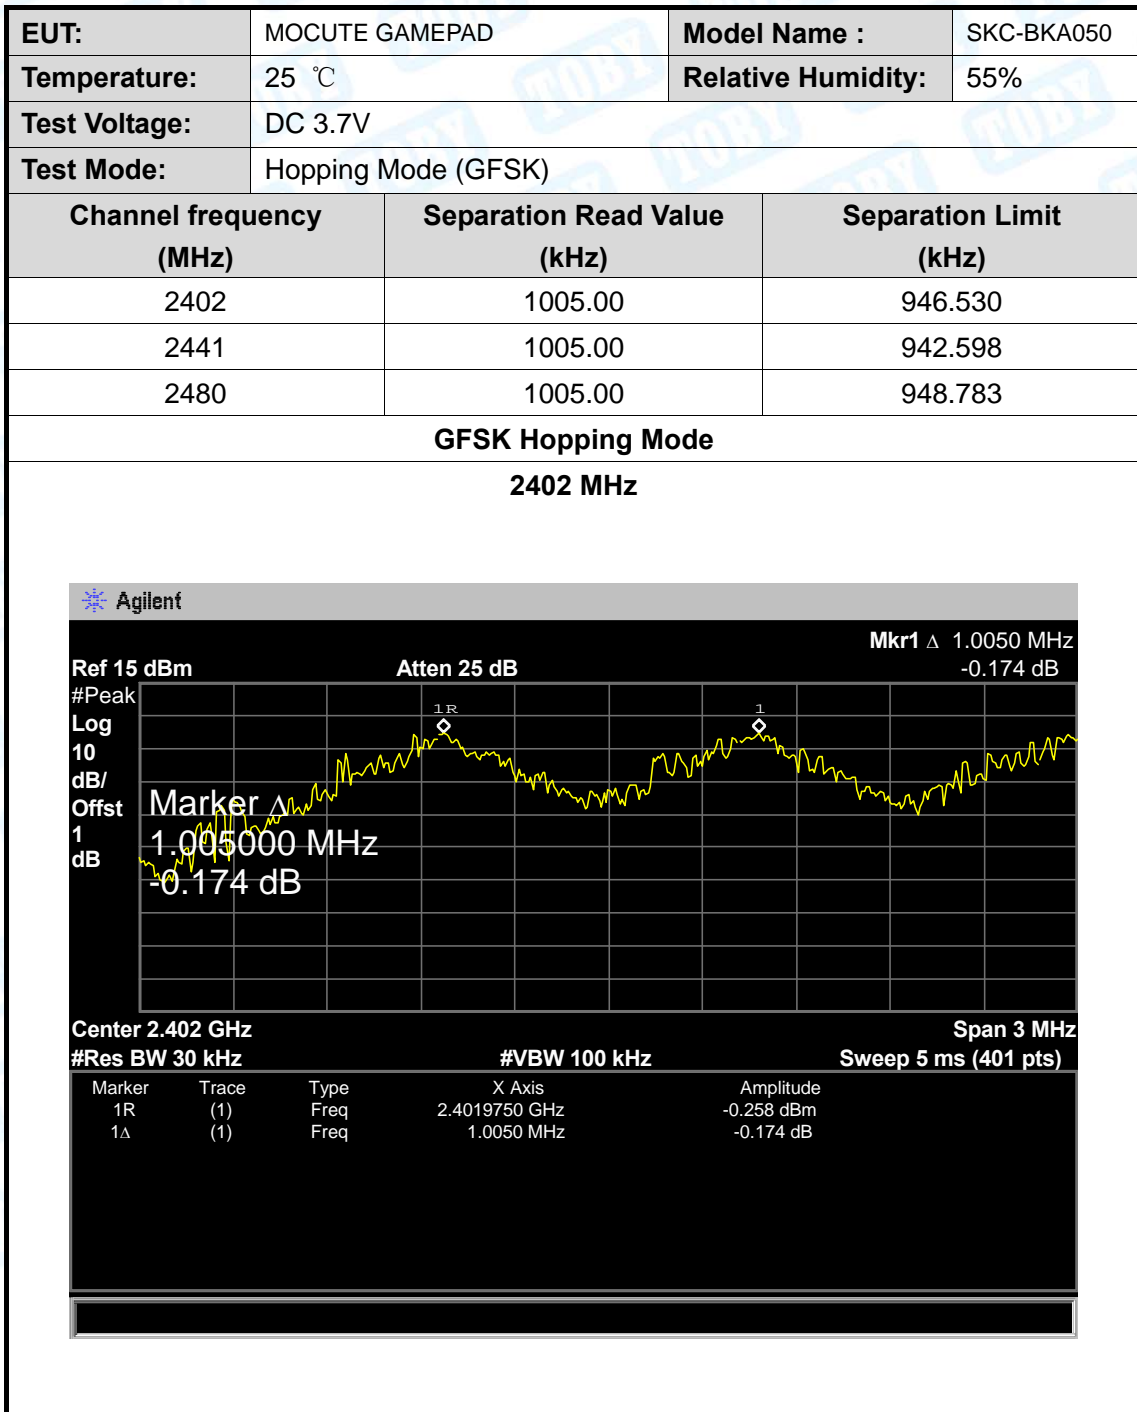 EUT: MOCUTE GAMEPAD Model Name : SKC-BKA050
Temperature: 25 ℃ Relative Humidity: 55%
Test Voltage: DC 3.7V
Test Mode: Hopping Mode (GFSK)
Channel frequency (MHz) Separation Read Value (kHz) Separation Limit (kHz)
2402 1005.00 946.530
2441 1005.00 942.598
2480 1005.00 948.783
GFSK Hopping Mode
2402 MHz
Agilent
Mkr1 Δ 1.0050 MHz
Ref 15 dBm Atten 25 dB -0.174 dB
#Peak
Log
10
dB/
Offst
1
dB
1R 1
Marker Δ
1.005000 MHz
-0.174 dB
Center 2.402 GHz Span 3 MHz
#Res BW 30 kHz #VBW 100 kHz Sweep 5 ms (401 pts)
Marker Trace Type X Axis Amplitude
1R (1) Freq 2.4019750 GHz -0.258 dBm
1Δ (1) Freq 1.0050 MHz -0.174 dB
TOBY